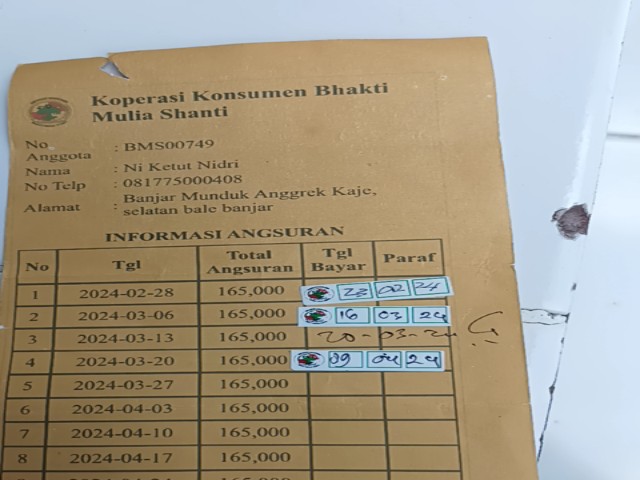 Koperasi Konsumen Bhakti
Mulia Shanti
No Anggota : BMS00749
Nama : Ni Ketut Nidri
No Telp : 081775000408
Alamat : Banjar Munduk Anggrek Kaje,
selatan bale banjar
INFORMASI ANGSURAN
No Tgl Total Angsuran Tgl Bayar Paraf
1 2024-02-28 165,000 23 02 24
2 2024-03-06 165,000 16 03 24
3 2024-03-13 165,000 20-03-24
4 2024-03-20 165,000 09 04 24
5 2024-03-27 165,000
6 2024-04-03 165,000
7 2024-04-10 165,000
8 2024-04-17 165,000